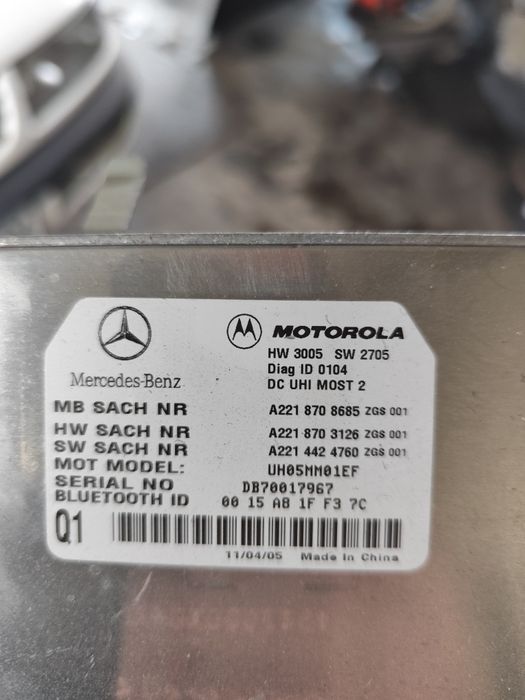 MOTOROLA
HW 3005 SW 2705
Diag ID 0104
DC UHI MOST 2
Mercedes-Benz
MB SACH NR A221 870 8685 ZGS 001
HW SACH NR A221 870 3126 ZGS 001
SW SACH NR A221 442 4760 ZGS 001
MOT MODEL: UH05MM01EF
SERIAL NO DB70017967
BLUETOOTH ID 00 15 A8 1F F3 7C
Q1
11/04/05 Made In China